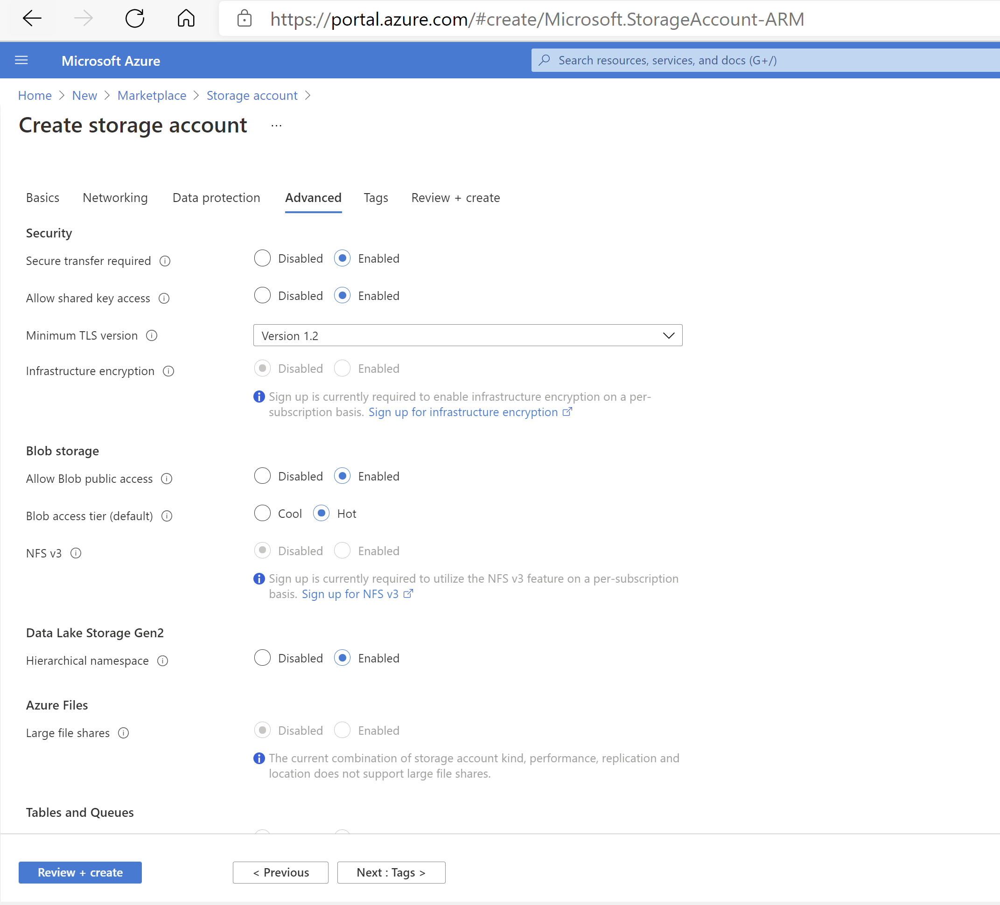 https://portal.azure.com/#create/Microsoft.StorageAccount-ARM
Microsoft Azure
Search resources, services, and docs (G+/)
Home > New > Marketplace > Storage account >
Create storage account ...
Basics Networking Data protection Advanced Tags Review + create
Security
Secure transfer required Disabled Enabled
Allow shared key access Disabled Enabled
Minimum TLS version Version 1.2
Infrastructure encryption Disabled Enabled
Sign up is currently required to enable infrastructure encryption on a per-
subscription basis. Sign up for infrastructure encryption
Blob storage
Allow Blob public access Disabled Enabled
Blob access tier (default) Cool Hot
NFS v3 Disabled Enabled
Sign up is currently required to utilize the NFS v3 feature on a per-subscription
basis. Sign up for NFS v3
Data Lake Storage Gen2
Hierarchical namespace Disabled Enabled
Azure Files
Large file shares Disabled Enabled
The current combination of storage account kind, performance, replication and
location does not support large file shares.
Tables and Queues
Review + create < Previous Next : Tags >